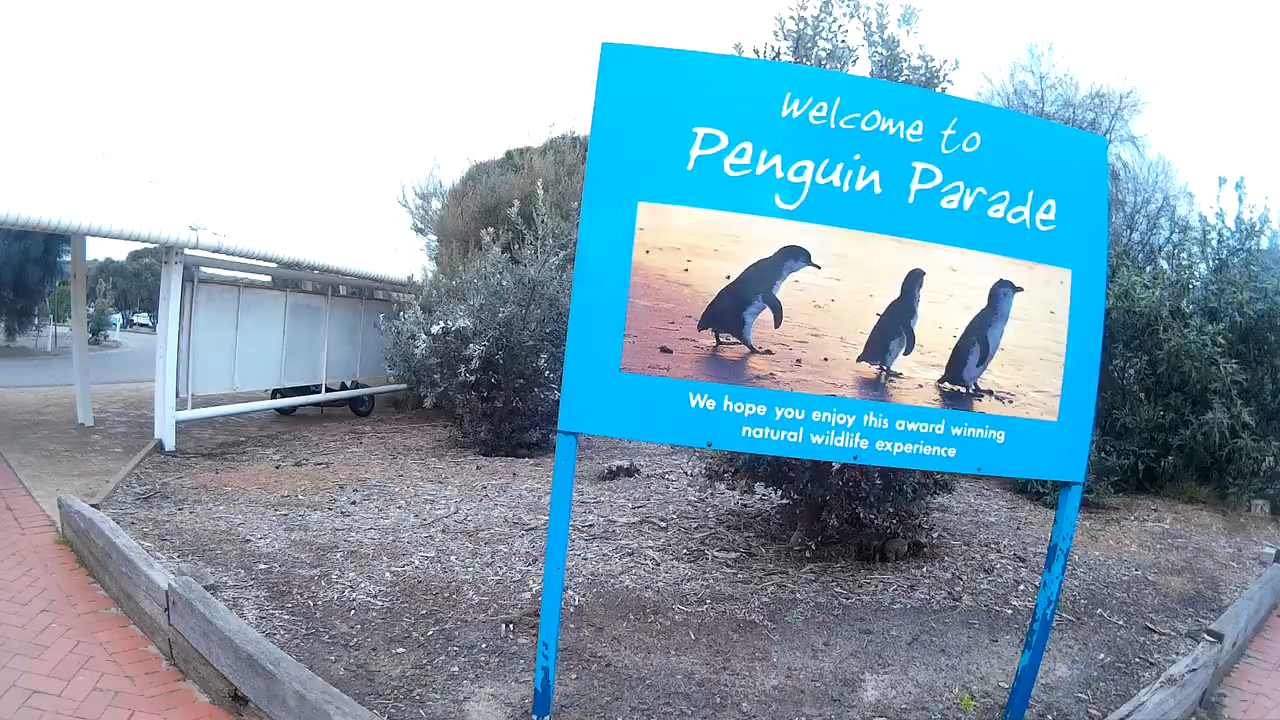 welcome to
Penguin Parade
We hope you enjoy this award winning
natural wildlife experience